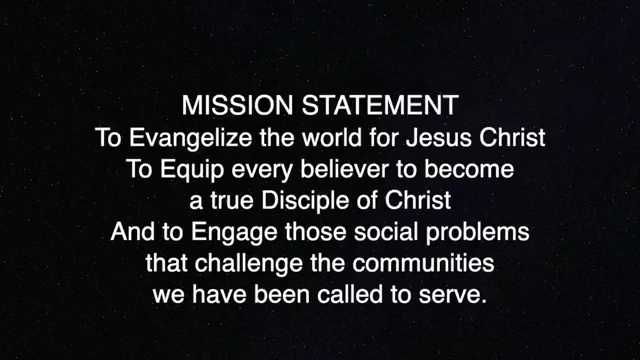 MISSION STATEMENT
To Evangelize the world for Jesus Christ
To Equip every believer to become
a true Disciple of Christ
And to Engage those social problems
that challenge the communities
we have been called to serve.